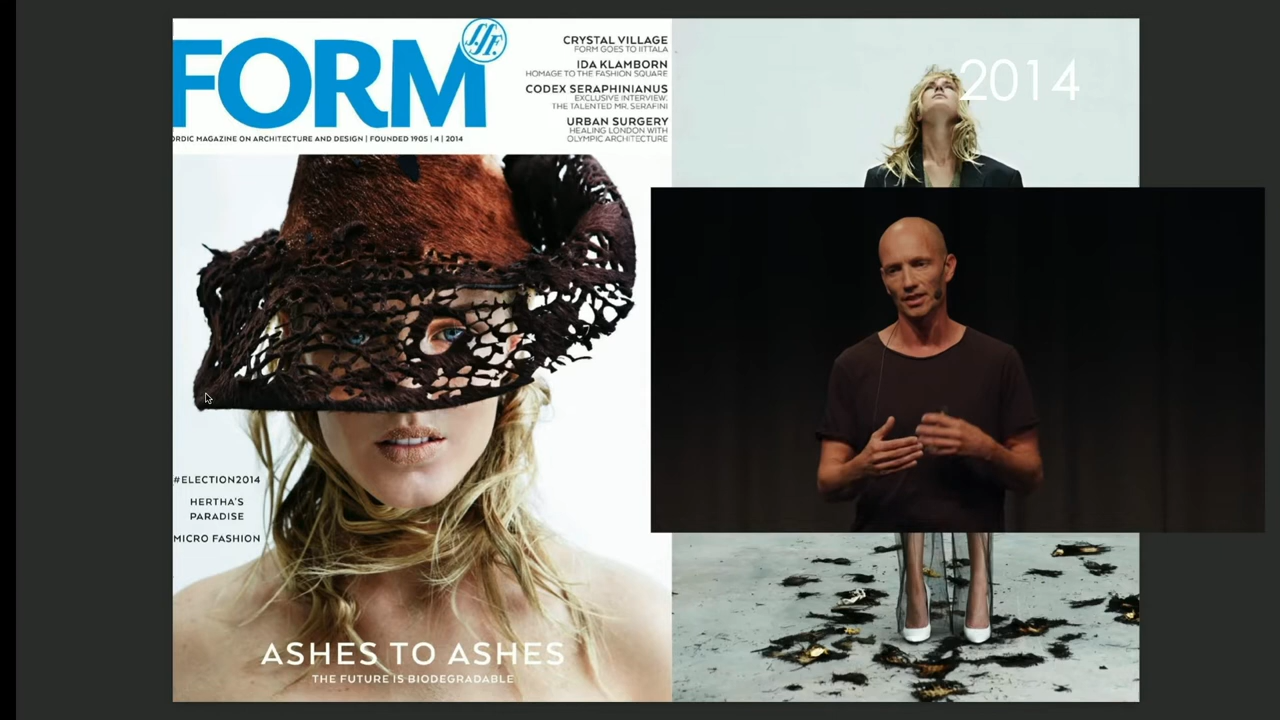 FORM
SSF.
CRYSTAL VILLAGE
FORM GOES TO IITTALA
IDA KLAMBORN
HOMAGE TO THE FASHION SQUARE
CODEX SERAPHINIANUS
EXCLUSIVE INTERVIEW.
THE TALENTED MR. SERAFINI
URBAN SURGERY
HEALING LONDON WITH
OLYMPIC ARCHITECTURE
ORDIC MAGAZINE ON ARCHITECTURE AND DESIGN | FOUNDED 1905 | 4 | 2014
2014
#ELECTION2014
HERTHA'S
PARADISE
MICRO FASHION
ASHES TO ASHES
THE FUTURE IS BIODEGRADABLE